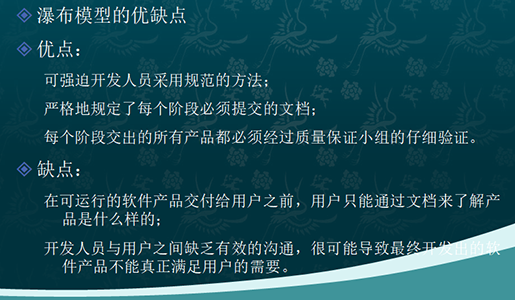 瀑布模型的优缺点
优点：
可强迫开发人员采用规范的方法；
严格地规定了每个阶段必须提交的文档；
每个阶段交出的所有产品都必须经过质量保证小组的仔细验证。
缺点：
在可运行的软件产品交付给用户之前，用户只能通过文档来了解产
品是什么样的；
开发人员与用户之间缺乏有效的沟通，很可能导致最终开发出的软
件产品不能真正满足用户的需要。